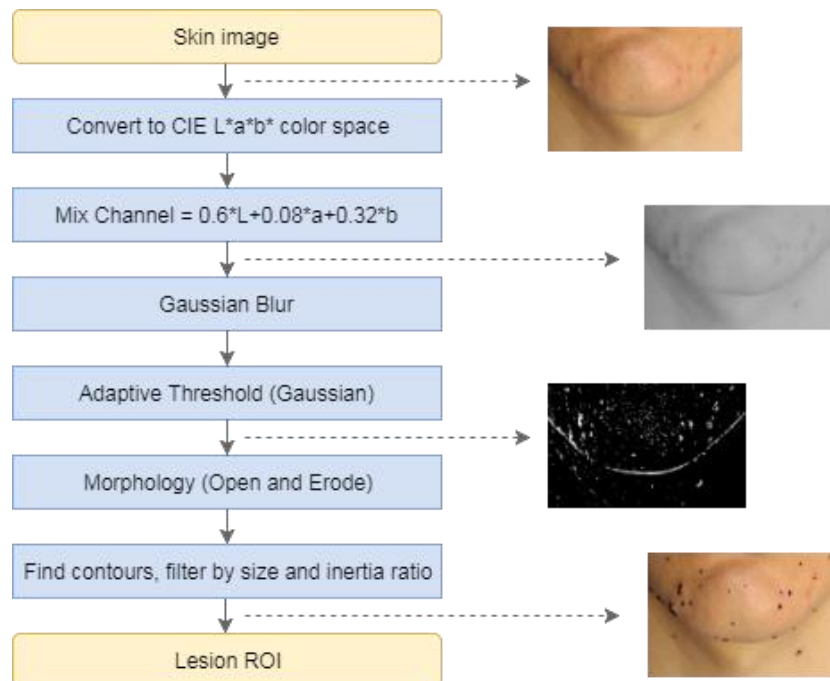 Skin image
Convert to CIE L*a*b* color space
Mix Channel = 0.6*L+0.08*a+0.32*b
Gaussian Blur
Adaptive Threshold (Gaussian)
Morphology (Open and Erode)
Find contours, filter by size and inertia ratio
Lesion ROI